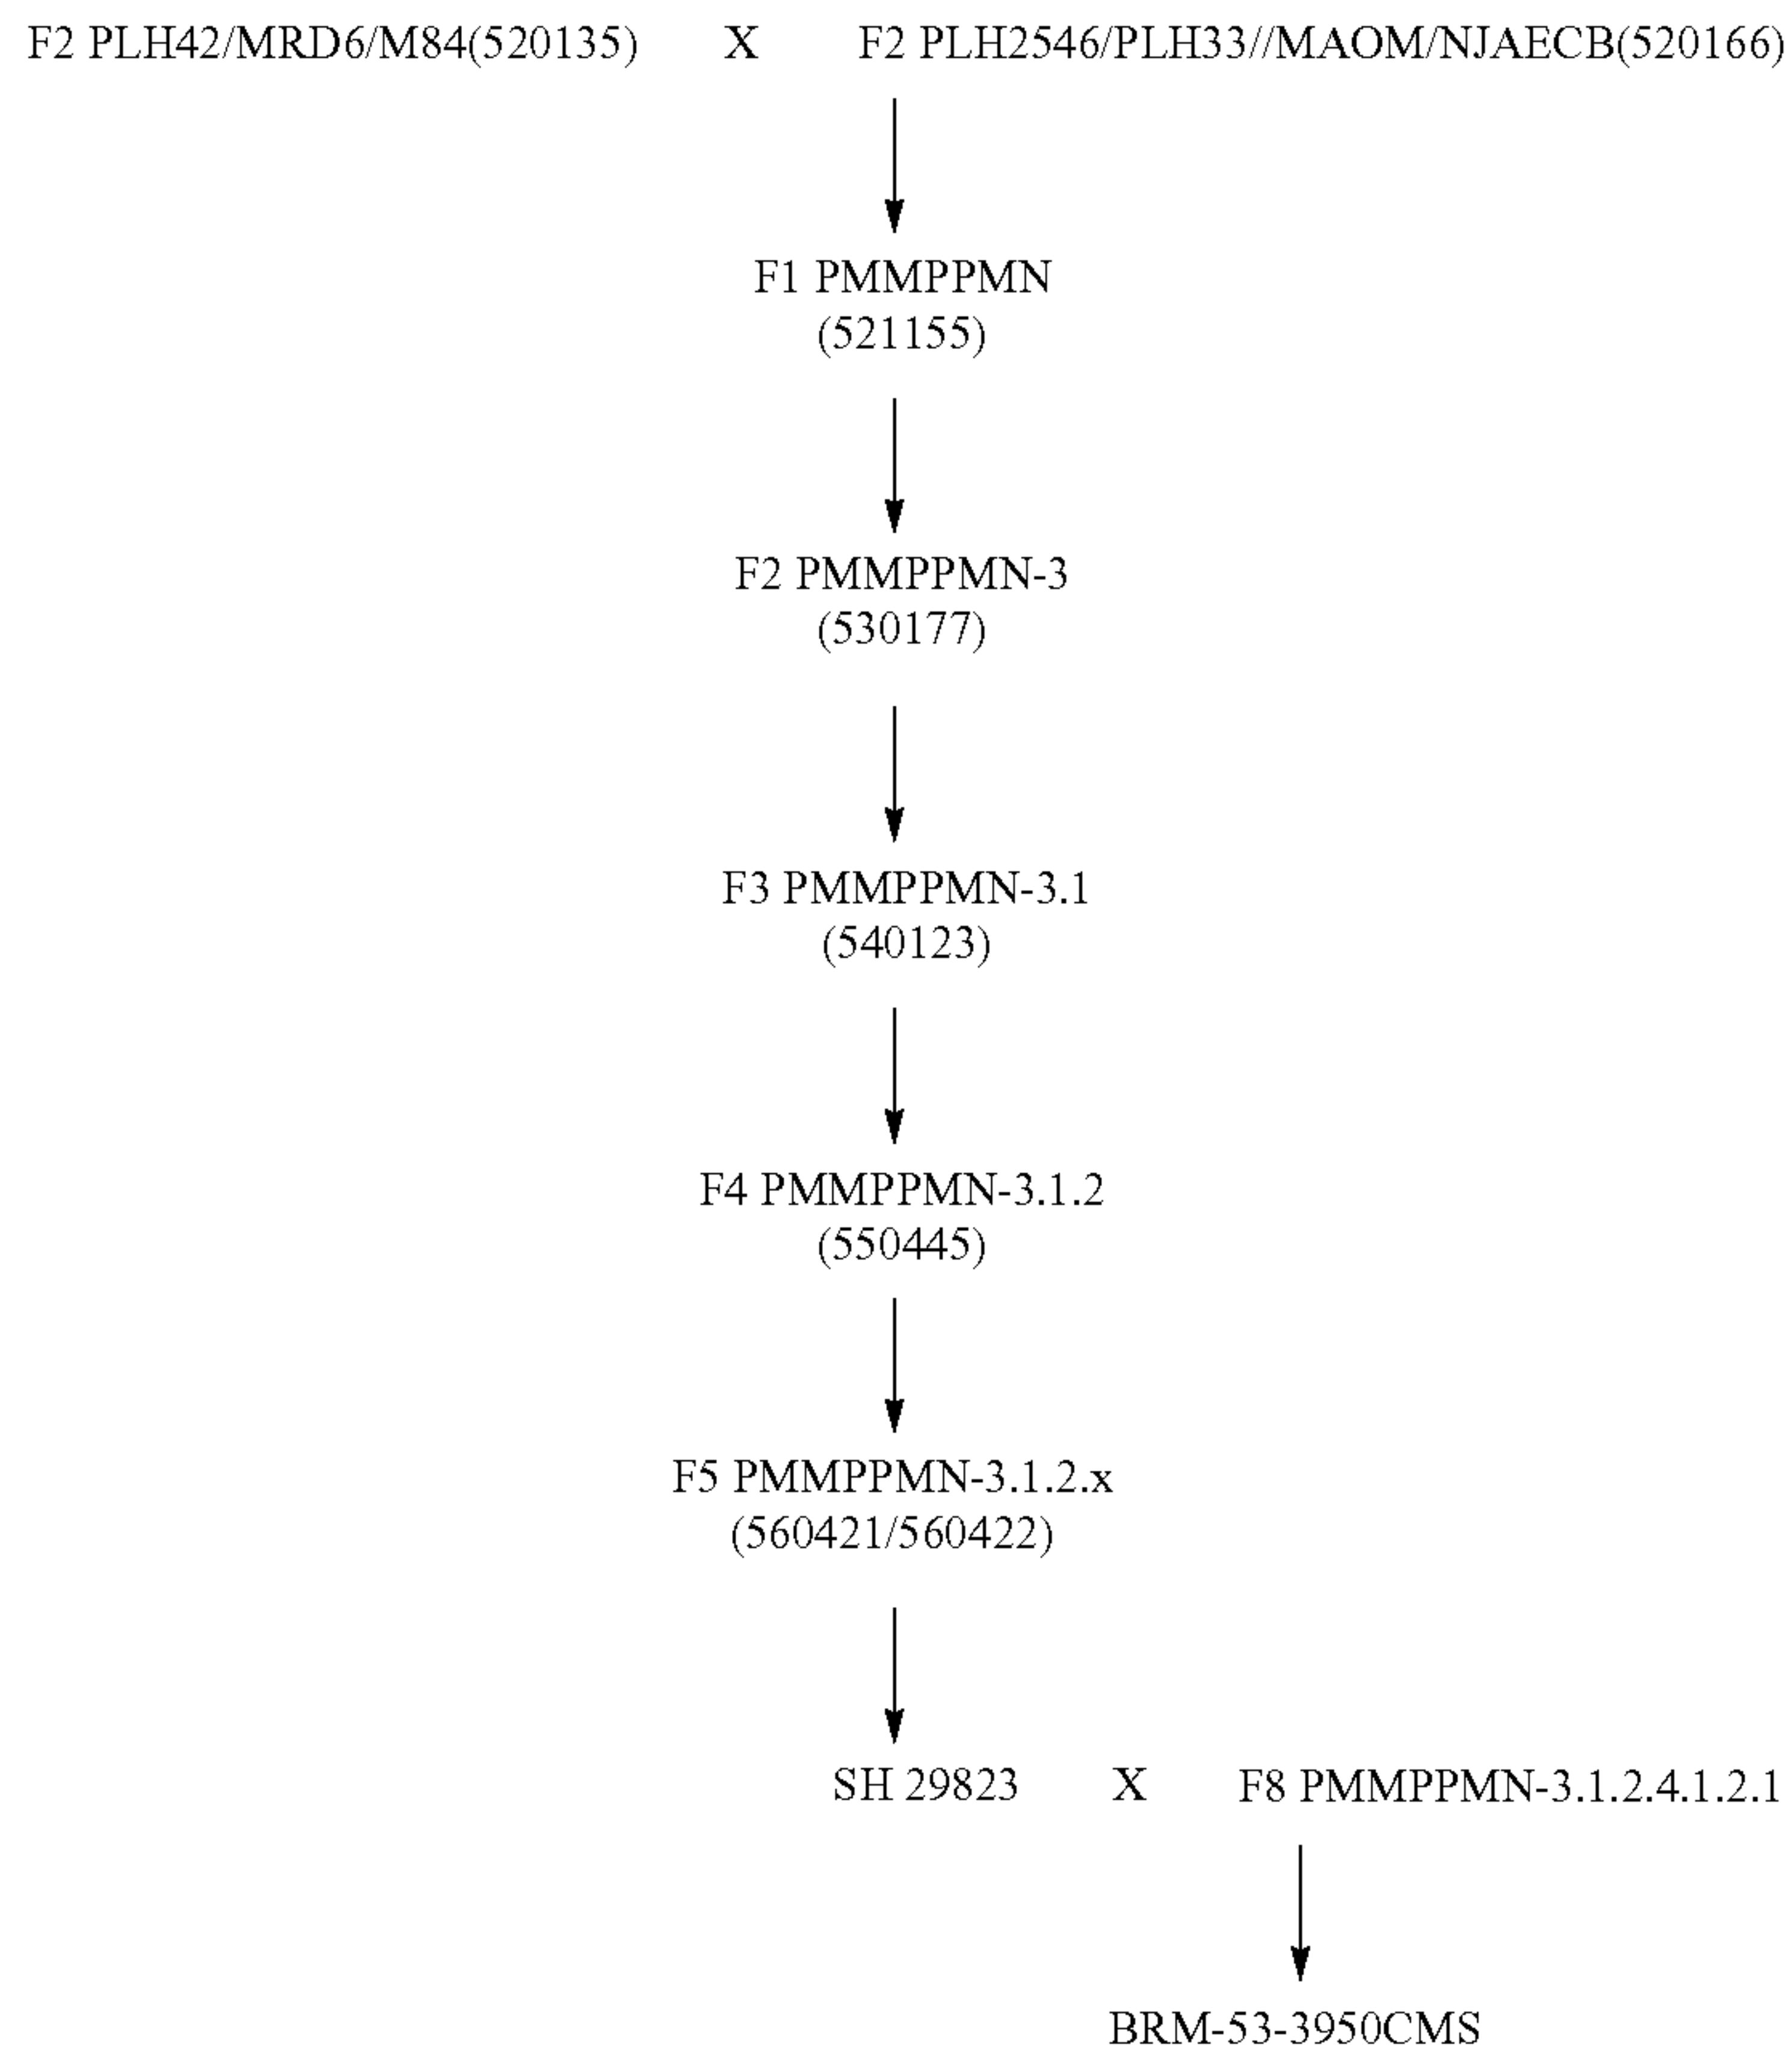 F2 PLH42/MRD6/M84(520135) X F2 PLH2546/PLH33//MAOM/NJAECB(520166)
F1 PMMPPMN
(521155)
F2 PMMPPMN-3
(530177)
F3 PMMPPMN-3.1
(540123)
F4 PMMPPMN-3.1.2
(550445)
F5 PMMPPMN-3.1.2.x
(560421/560422)
SH 29823 X F8 PMMPPMN-3.1.2.4.1.2.1
BRM-53-3950CMS